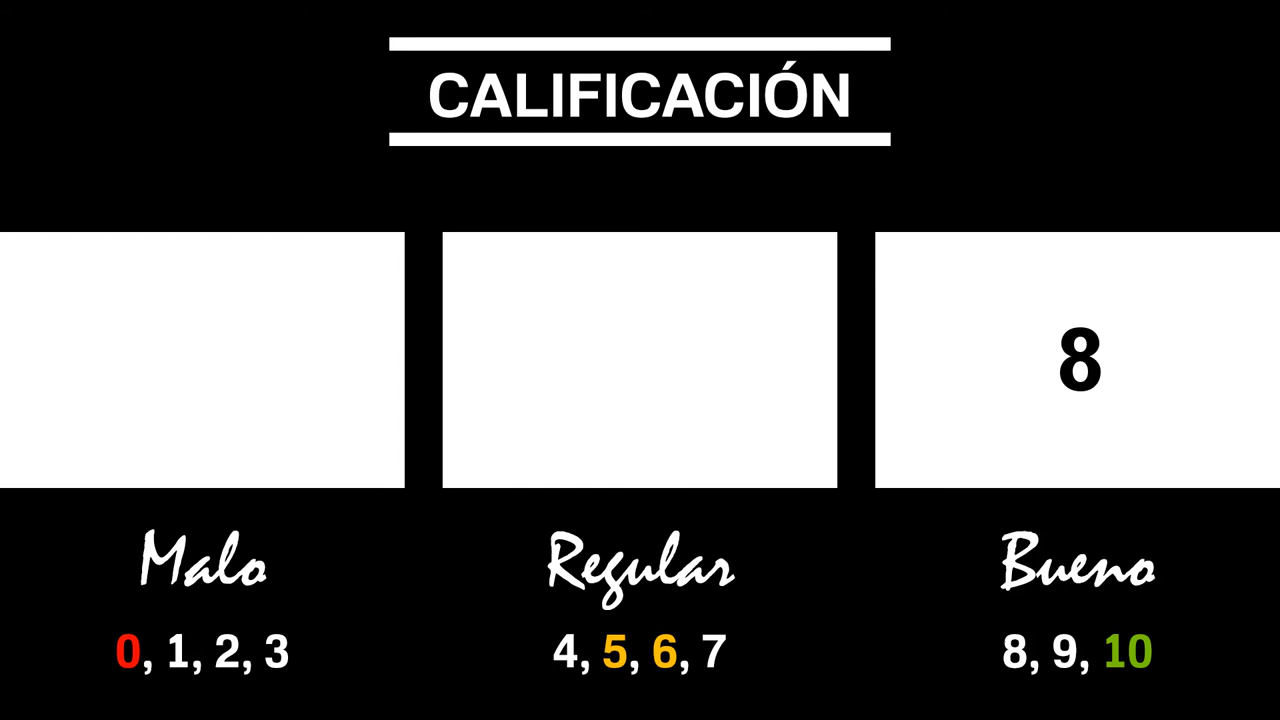 CALIFICACIÓN
8
Malo
Regular
Bueno
0, 1, 2, 3
4, 5, 6, 7
8, 9, 10